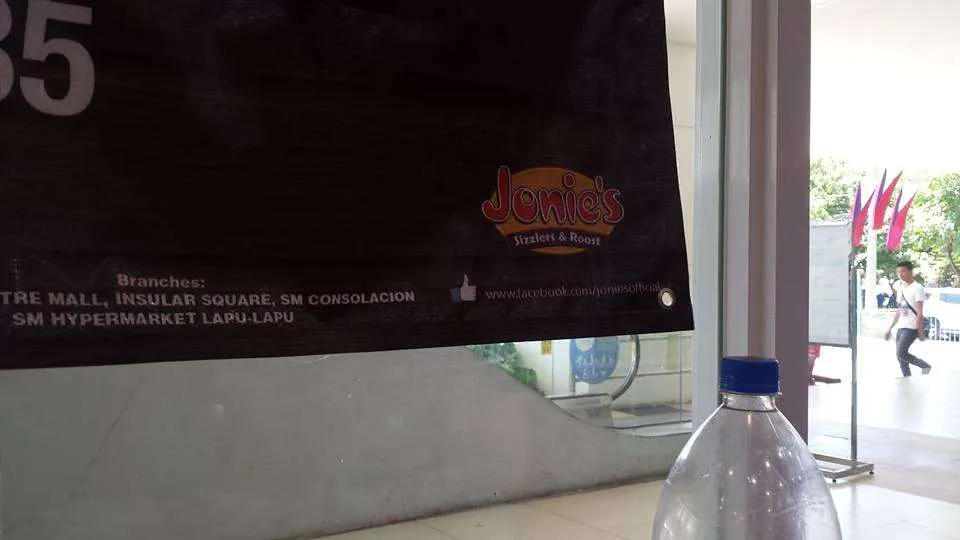 35
Jonie's
Sizzlers & Roast
Branches:
TRE MALL, INSULAR SQUARE, SM CONSOLACION
SM HYPERMARKET LAPU-LAPU
www.facebook.com/joniesofficial